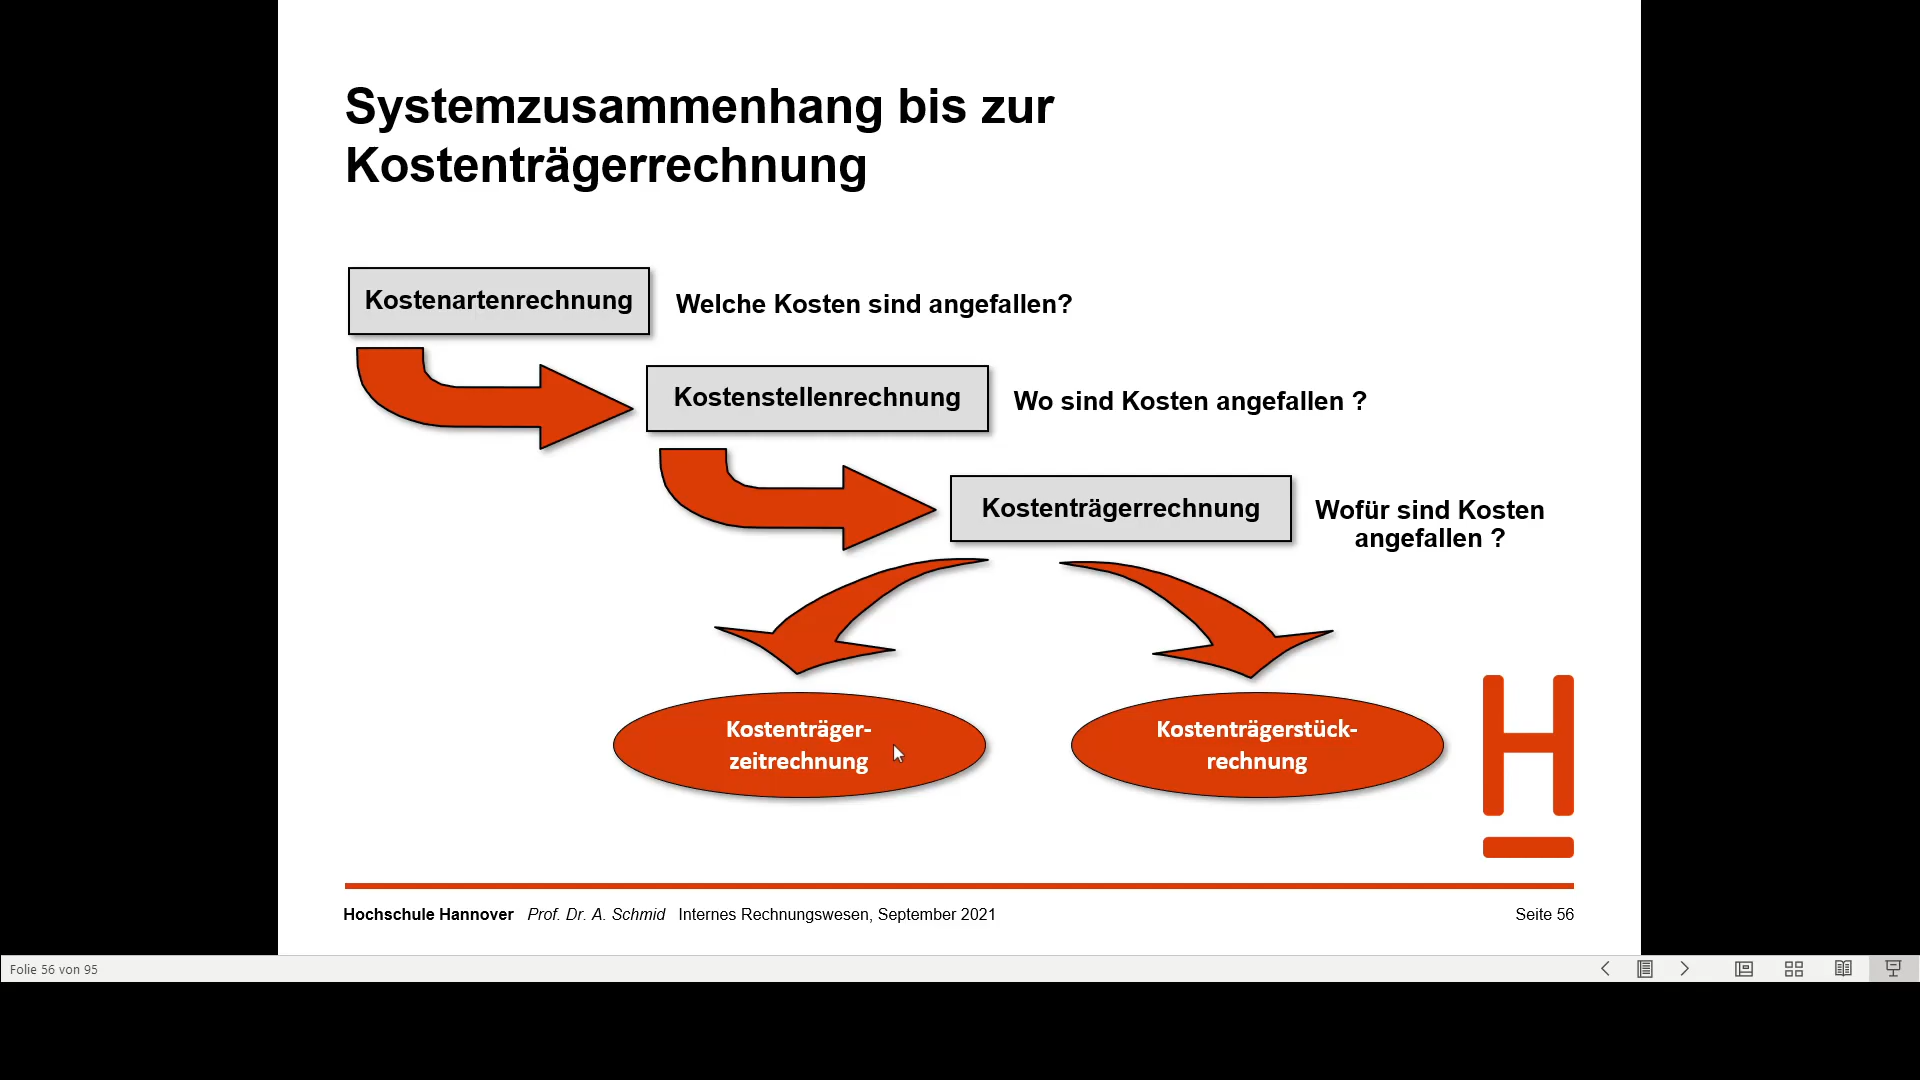 Systemzusammenhang bis zur
Kostenträgerrechnung
Kostenartenrechnung
Welche Kosten sind angefallen?
Kostenstellenrechnung
Wo sind Kosten angefallen ?
Kostenträgerrechnung
Wofür sind Kosten
angefallen ?
Kostenträger-
zeitrechnung
Kostenträgerstück-
rechnung
H
Hochschule Hannover Prof. Dr. A. Schmid Internes Rechnungswesen, September 2021
Seite 56
Folie 56 von 95